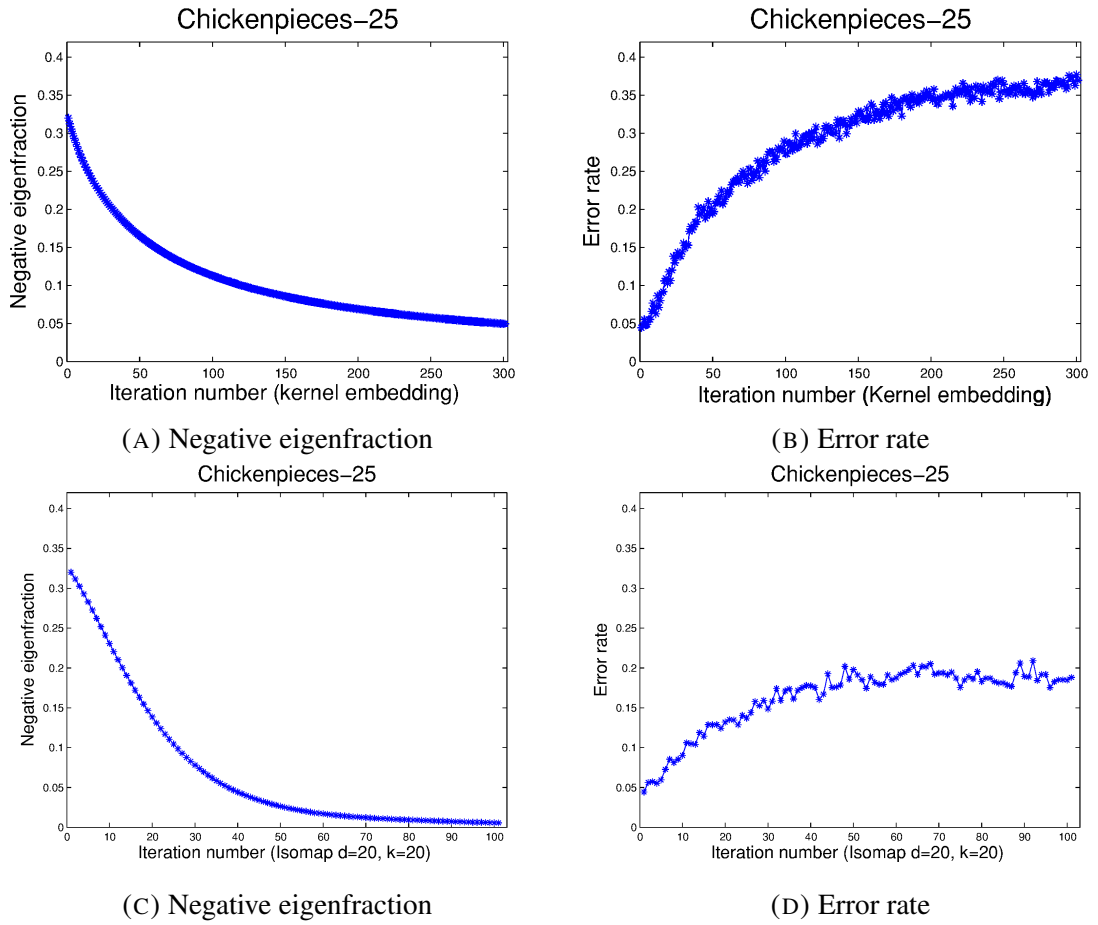 Chickenpieces−25
Negative eigenfraction
0.4
0.35
0.3
0.25
0.2
0.15
0.1
0.05
0
0 50 100 150 200 250 300
Iteration number (kernel embedding)
(A) Negative eigenfraction
Chickenpieces−25
Error rate
0.4
0.35
0.3
0.25
0.2
0.15
0.1
0.05
0
0 50 100 150 200 250 300
Iteration number (Kernel embedding)
(B) Error rate
Chickenpieces−25
Negative eigenfraction
0.4
0.35
0.3
0.25
0.2
0.15
0.1
0.05
0
0 10 20 30 40 50 60 70 80 90 100
Iteration number (Isomap d=20, k=20)
(C) Negative eigenfraction
Chickenpieces−25
Error rate
0.4
0.35
0.3
0.25
0.2
0.15
0.1
0.05
0
0 10 20 30 40 50 60 70 80 90 100
Iteration number (Isomap d=20, k=20)
(D) Error rate